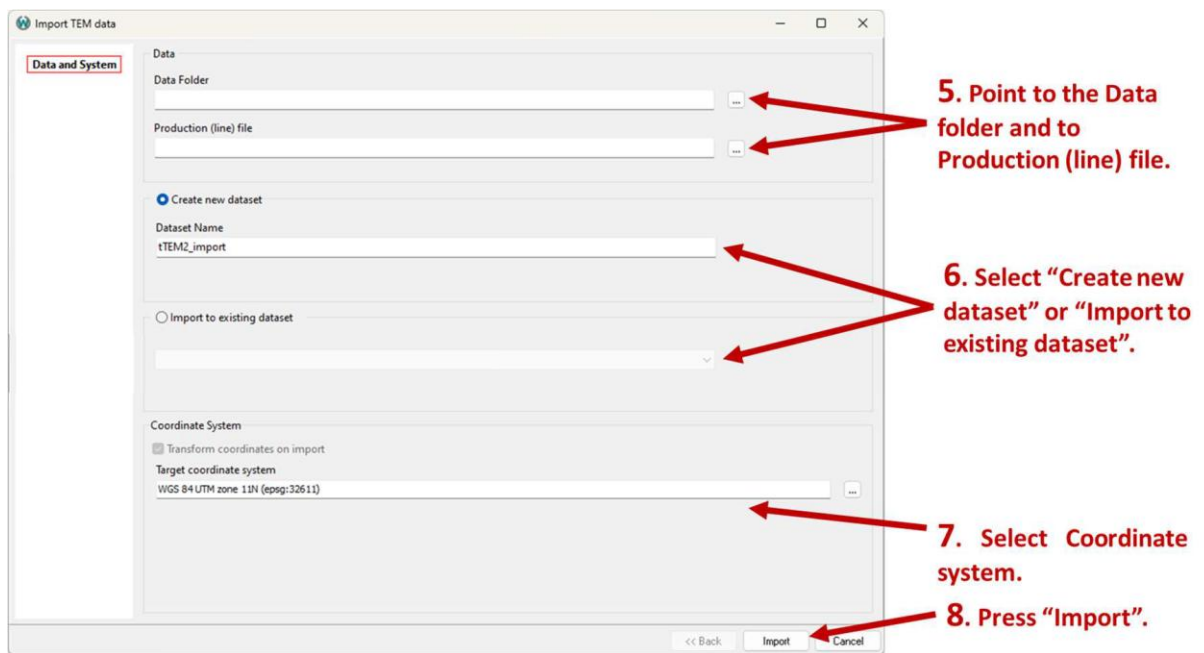 Import TEM data
Data and System
Data
Data Folder
...
Production (line) file
...
5. Point to the Data
folder and to
Production (line) file.
Create new dataset
Dataset Name
tTEM2_import
6. Select “Create new
dataset” or “Import to
existing dataset”.
Import to existing dataset
Coordinate System
Transform coordinates on import
Target coordinate system
WGS 84 UTM zone 11N (epsg:32611)
...
7. Select Coordinate
system.
8. Press “Import”.
<< Back Import Cancel